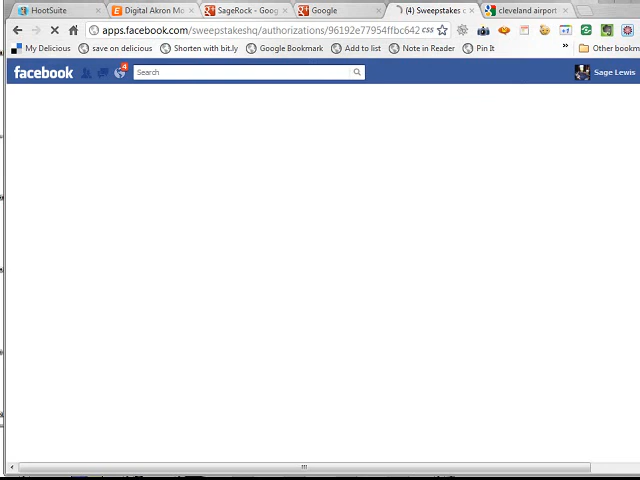 HootSuite
Digital Akron Mo
SageRock - Goog
Google
(4) Sweepstakes c
cleveland airport
apps.facebook.com/sweepstakeshq/authorizations/96192e77954ffbc642
CSS
My Delicious
save on delicious
Shorten with bit.ly
Google Bookmark
Add to list
Note in Reader
Pin It
»
Other bookm
facebook
4
Search
Sage Lewis